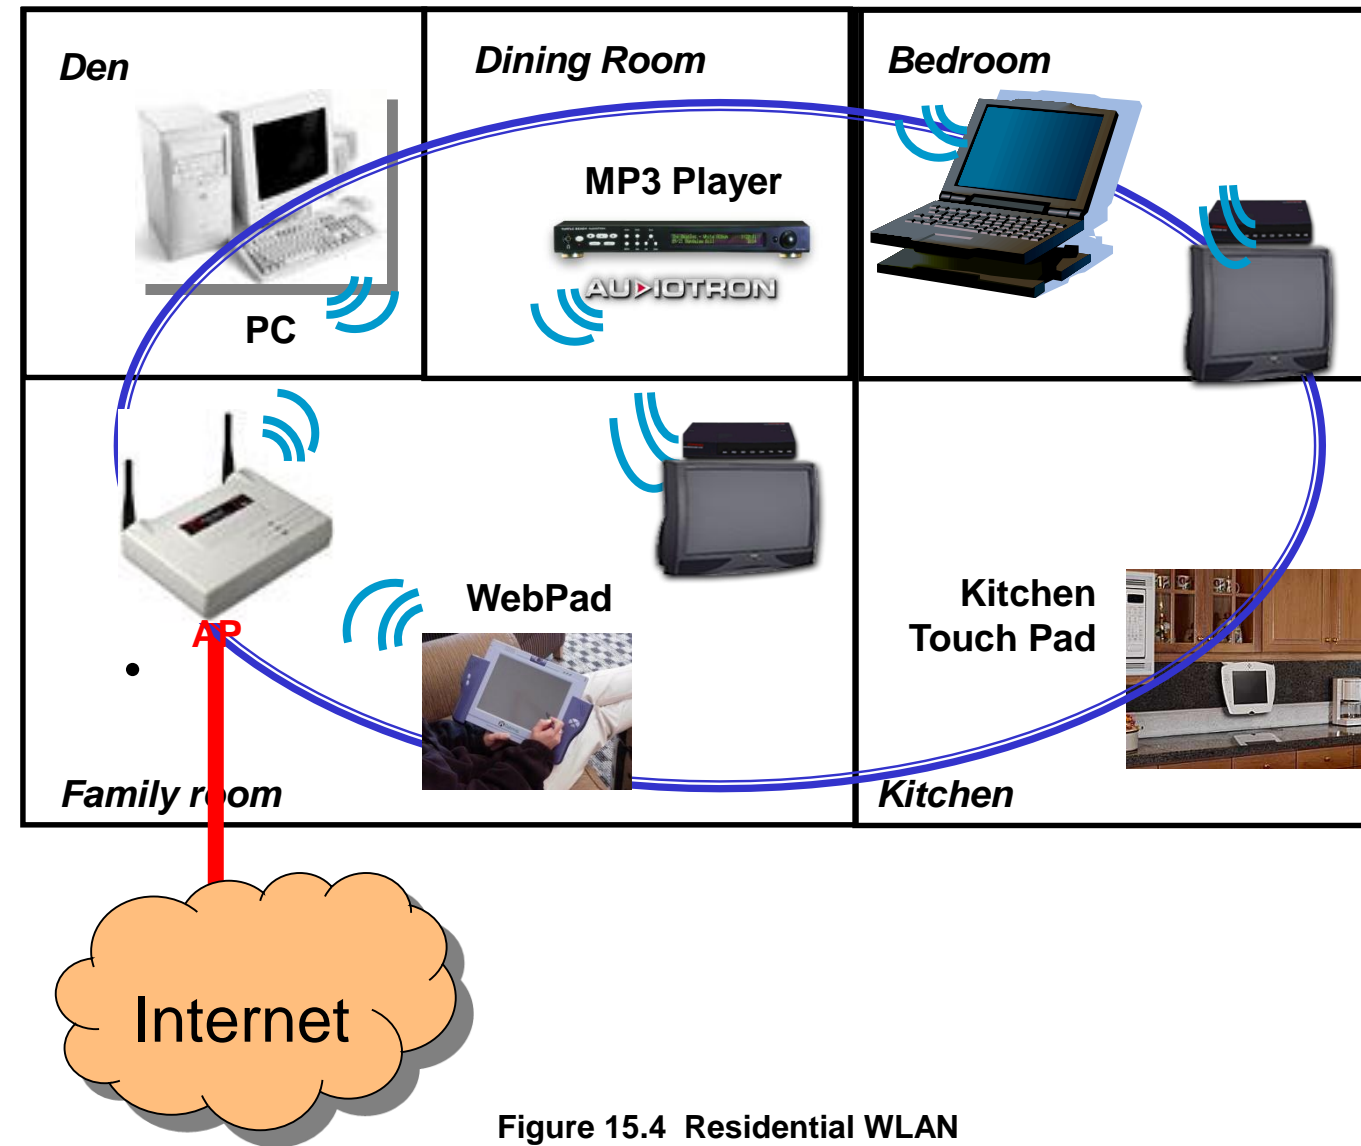 Den
Dining Room
Bedroom
MP3 Player
AUDIOTRON
PC
WebPad
Kitchen
Touch Pad
AP
•
Family room
Kitchen
Internet
Figure 15.4 Residential WLAN